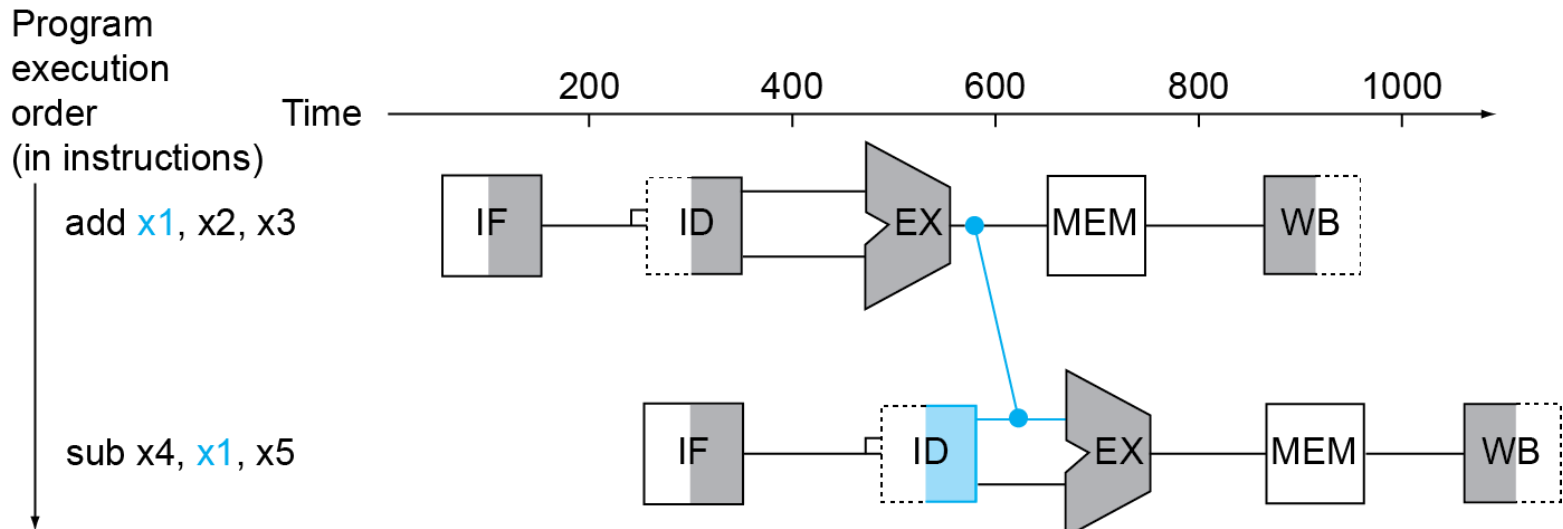 Program
execution
order
(in instructions)
Time
200 400 600 800 1000
add x1, x2, x3
IF ID EX MEM WB
sub x4, x1, x5
IF ID EX MEM WB